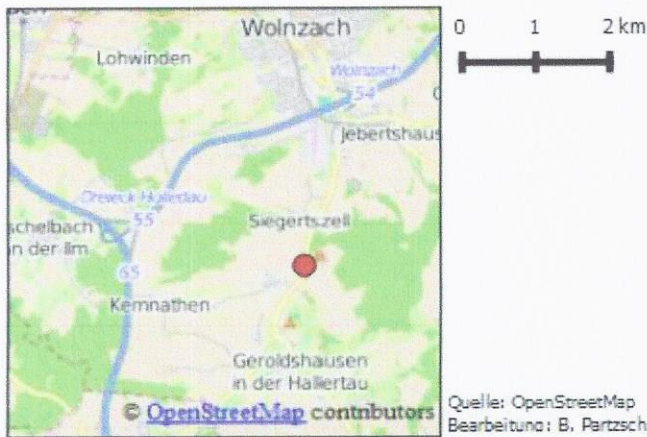 Wolnzach
0 1 2 km
Lohwinden
Wolnzach
54
Jebertshaus
Dreieck Hallertau
55
Siegertszell
schelbach
an der Ilm
65
Kemnathen
Geroldshausen
in der Hallertau
© OpenStreetMap contributors
Quelle: OpenStreetMap
Bearbeitung: B. Partzsch